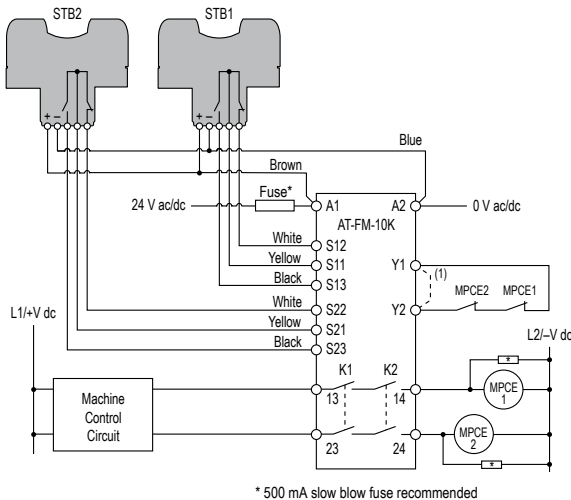 STB2 STB1
+ − + −
Blue
Brown
Fuse*
24 V ac/dc A1 A2 0 V ac/dc
AT-FM-10K
White S12
Yellow S11 Y1 (1)
Black S13 MPCE2 MPCE1
White S22 Y2
L1/+V dc Yellow S21 L2/–V dc
Black S23
*
K1 K2
Machine Control Circuit 13 14 MPCE 1
23 24 MPCE 2
*
* 500 mA slow blow fuse recommended